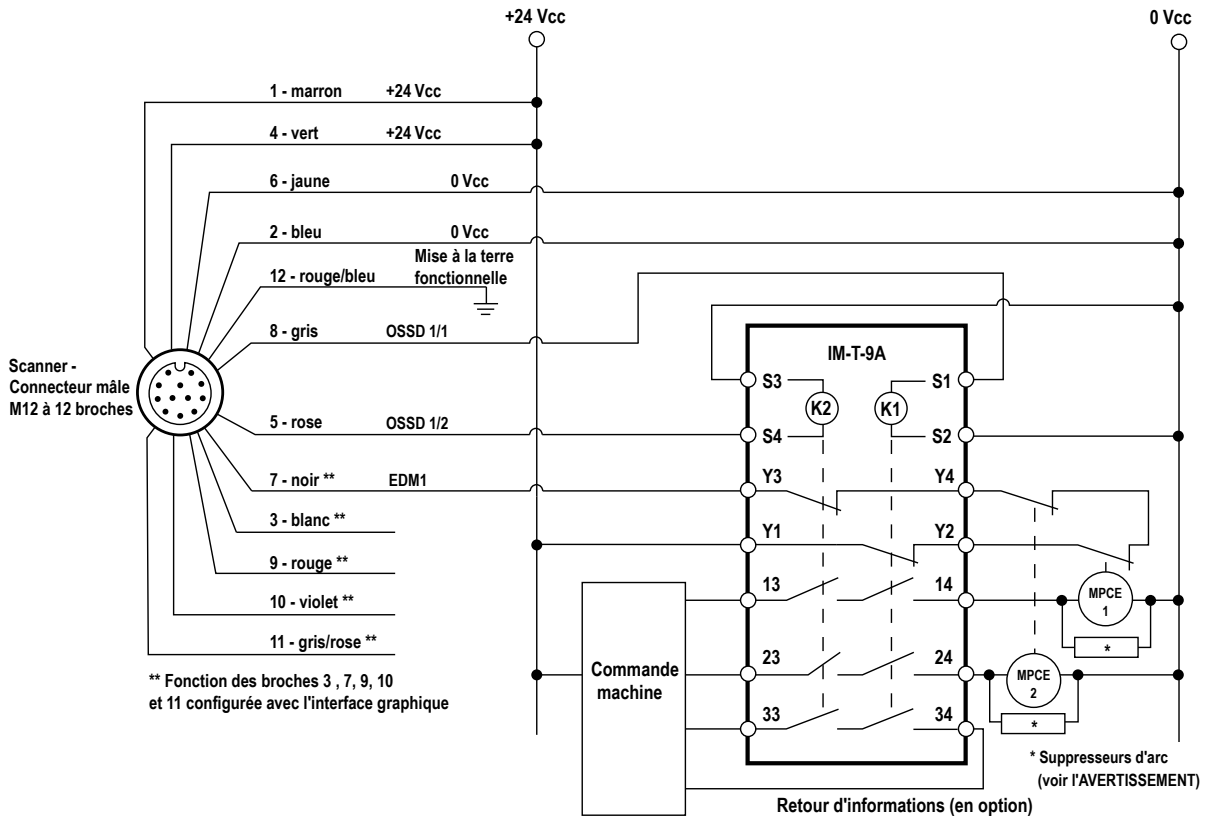 +24 Vcc
0 Vcc
1 - marron +24 Vcc
4 - vert +24 Vcc
6 - jaune 0 Vcc
2 - bleu 0 Vcc
Mise à la terre
fonctionnelle
12 - rouge/bleu
8 - gris OSSD 1/1
Scanner -
Connecteur mâle
M12 à 12 broches
5 - rose OSSD 1/2
7 - noir ** EDM1
3 - blanc **
9 - rouge **
10 - violet **
11 - gris/rose **
** Fonction des broches 3 , 7, 9, 10
et 11 configurée avec l'interface graphique
IM-T-9A
S3 S1
K2 K1
S4 S2
Y3 Y4
Y1 Y2
13 14
23 24
33 34
Commande
machine
MPCE
1
*
MPCE
2
*
* Suppresseurs d'arc
(voir l'AVERTISSEMENT)
Retour d'informations (en option)